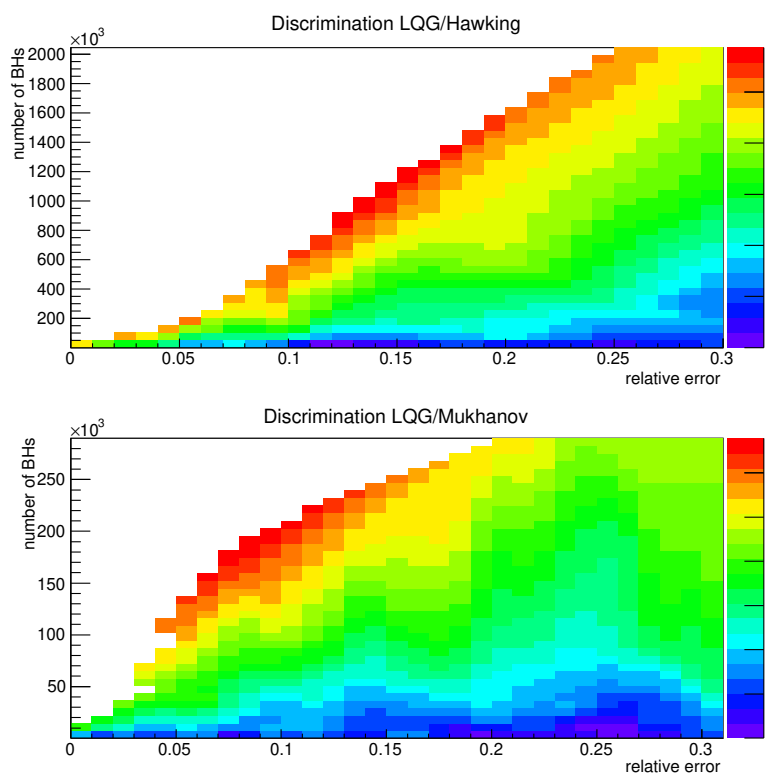 Discrimination LQG/Hawking
×10³
number of BHs
2000
1800
1600
1400
1200
1000
800
600
400
200
0 0.05 0.1 0.15 0.2 0.25 0.3
relative error
Discrimination LQG/Mukhanov
×10³
number of BHs
250
200
150
100
50
0 0.05 0.1 0.15 0.2 0.25 0.3
relative error